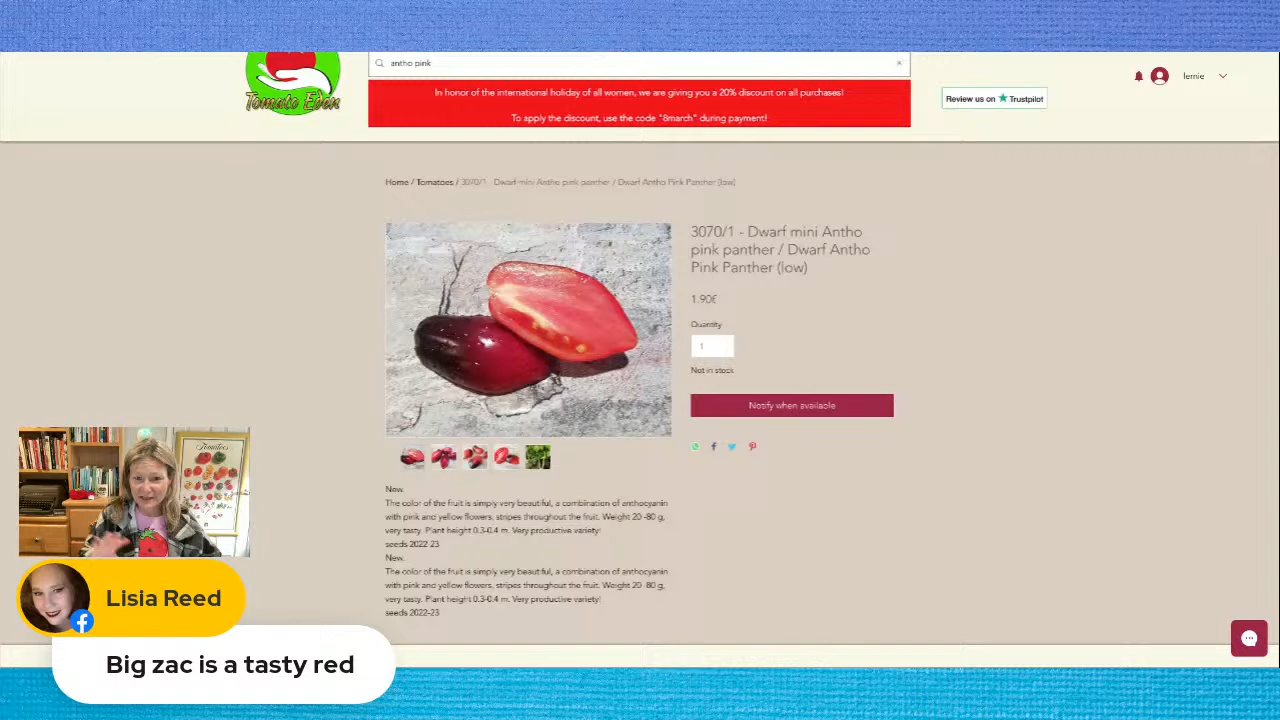 antho pink
Tomato Eden
In honor of the international holiday of all women, we are giving you a 20% discount on all purchases!
To apply the discount, use the code "8march" during payment!
lernie
Review us on Trustpilot
Home / Tomatoes / 3070/1 - Dwarf mini Antho pink panther / Dwarf Antho Pink Panther (low)
3070/1 - Dwarf mini Antho
pink panther / Dwarf Antho
Pink Panther (low)
1.90€
Quantity
1
Not in stock
Notify when available
New.
The color of the fruit is simply very beautiful, a combination of anthocyanin
with pink and yellow flowers, stripes throughout the fruit. Weight 20 -80 g,
very tasty. Plant height 0.3-0.4 m. Very productive variety!
seeds 2022-23
New.
The color of the fruit is simply very beautiful, a combination of anthocyanin
with pink and yellow flowers, stripes throughout the fruit. Weight 20 -80 g,
very tasty. Plant height 0.3-0.4 m. Very productive variety!
seeds 2022-23
Tomatoes
Lisia Reed
Big zac is a tasty red